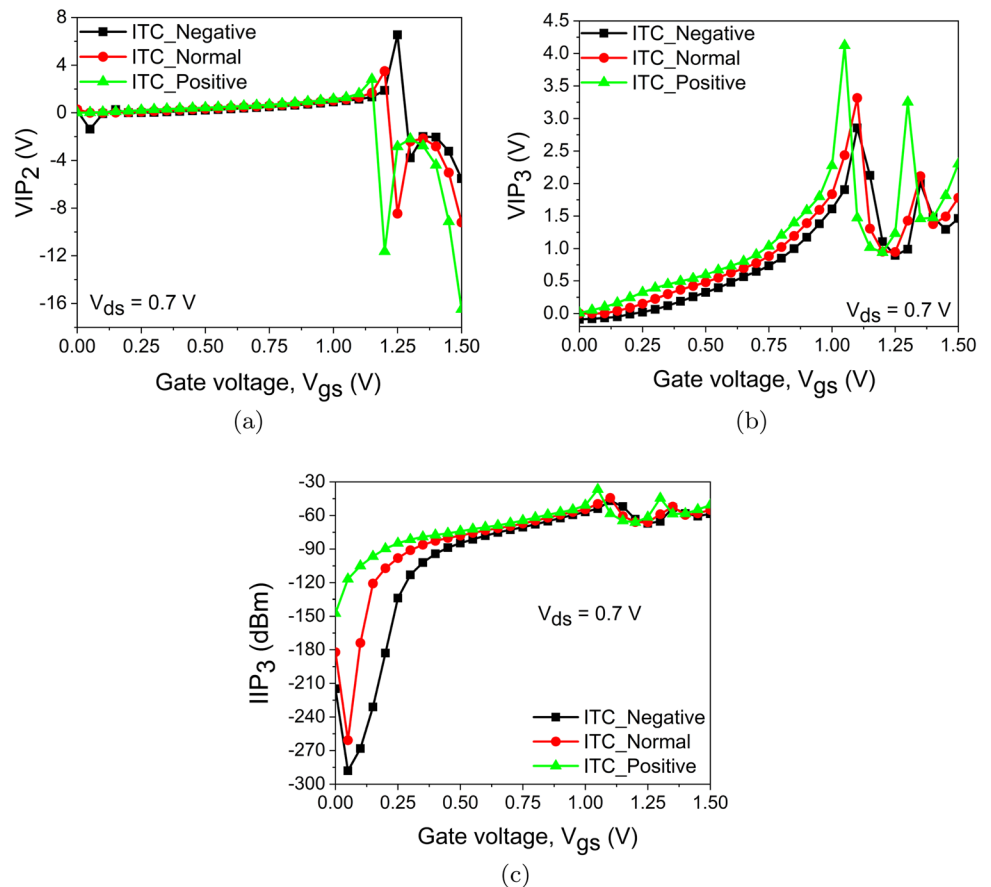 8
4
0
-4
-8
-12
-16
VIP2 (V)
ITC_Negative
ITC_Normal
ITC_Positive
Vds = 0.7 V
0.00 0.25 0.50 0.75 1.00 1.25 1.50
Gate voltage, Vgs (V)
(a)
4.5
4.0
3.5
3.0
2.5
2.0
1.5
1.0
0.5
0.0
VIP3 (V)
ITC_Negative
ITC_Normal
ITC_Positive
Vds = 0.7 V
0.00 0.25 0.50 0.75 1.00 1.25 1.50
Gate voltage, Vgs (V)
(b)
-30
-60
-90
-120
-150
-180
-210
-240
-270
-300
IIP3 (dBm)
Vds = 0.7 V
ITC_Negative
ITC_Normal
ITC_Positive
0.00 0.25 0.50 0.75 1.00 1.25 1.50
Gate voltage, Vgs (V)
(c)